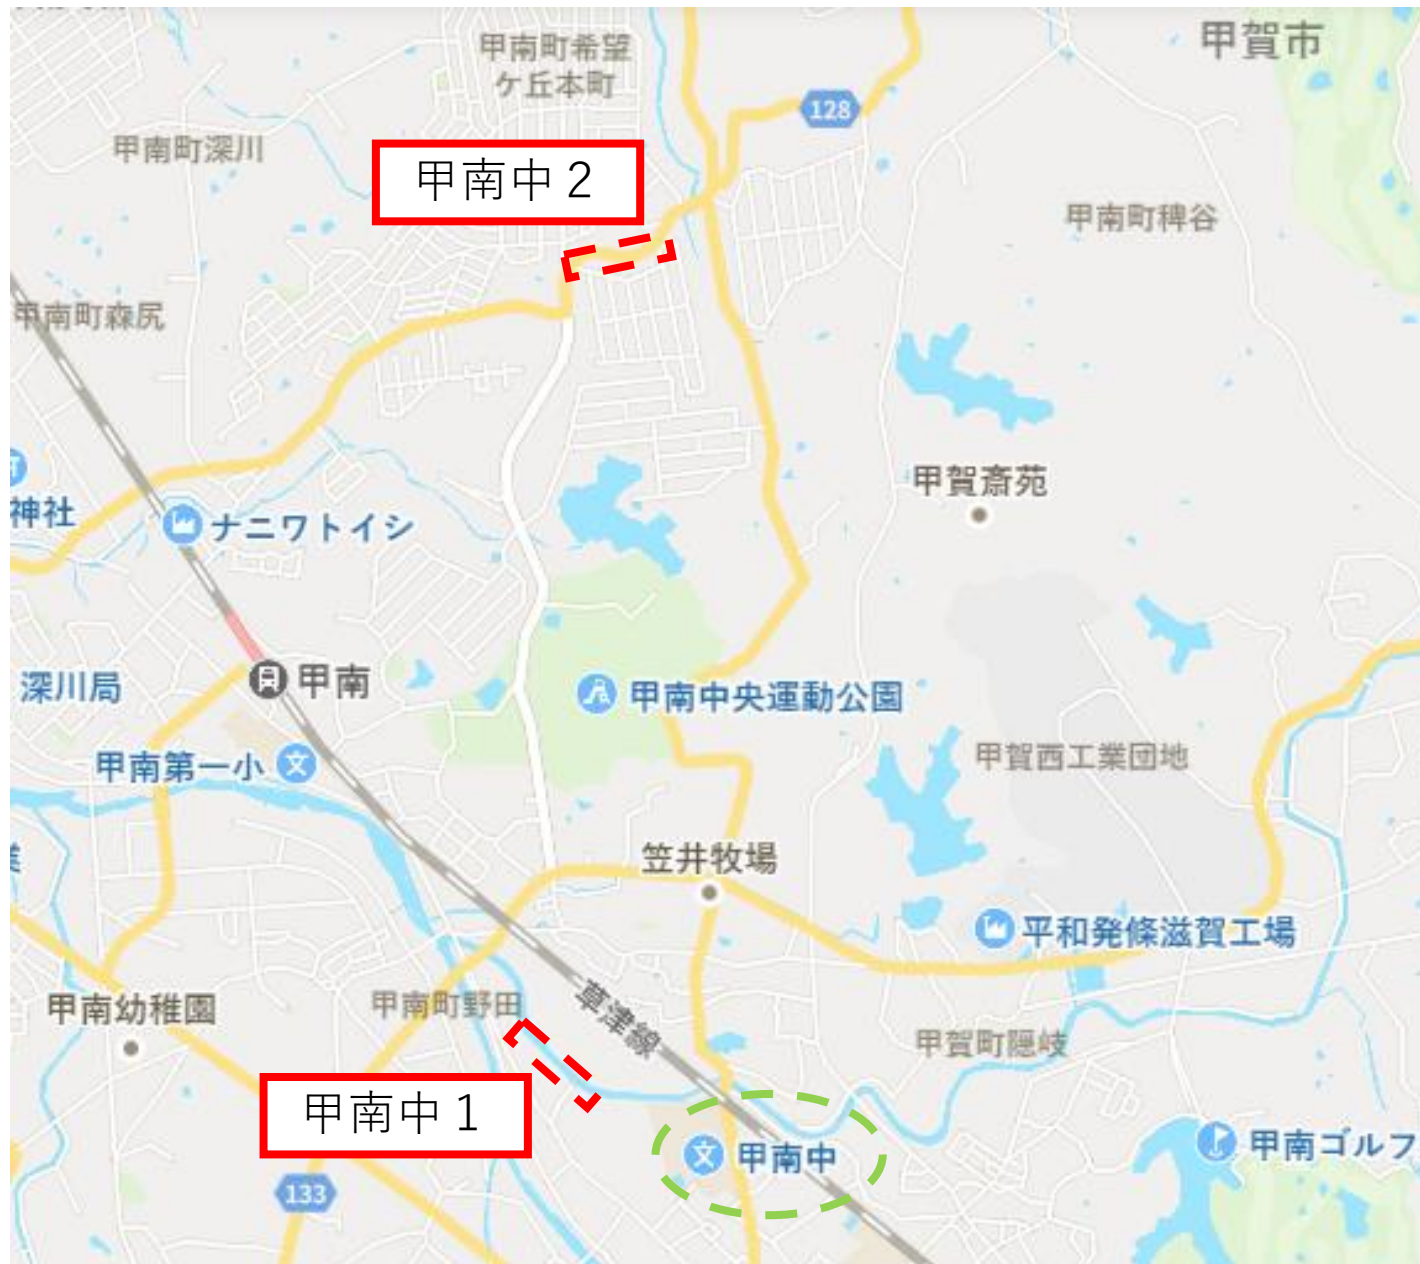 甲賀市
甲南町希望
ケ丘本町
128
甲南町深川
甲南中２
甲南町稗谷
甲南町森尻
甲賀斎苑
神社
ナニワトイシ
深川局
甲南
甲南中央運動公園
甲南第一小
甲賀西工業団地
笠井牧場
平和発條滋賀工場
甲南幼稚園
甲南町野田
草津線
甲賀町隠岐
甲南中１
甲南中
甲南ゴルフ
133